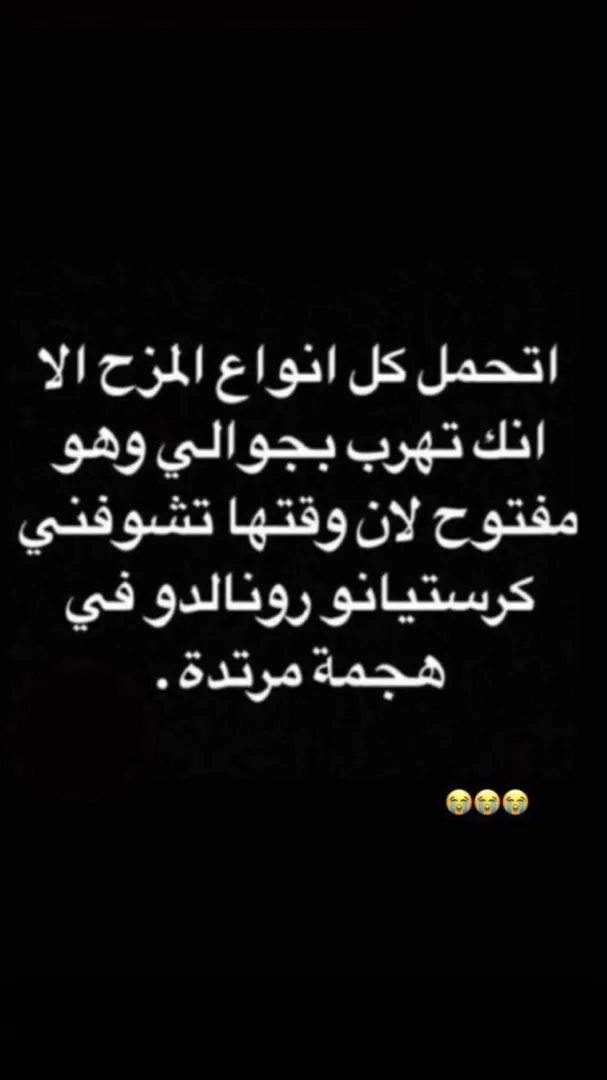 اتحمل كل انواع المزح الا
انك تهرب بجوالي وهو
مفتوح لان وقتها تشوفني
كرستيانو رونالدو في
هجمة مرتدة .
😭😭😭